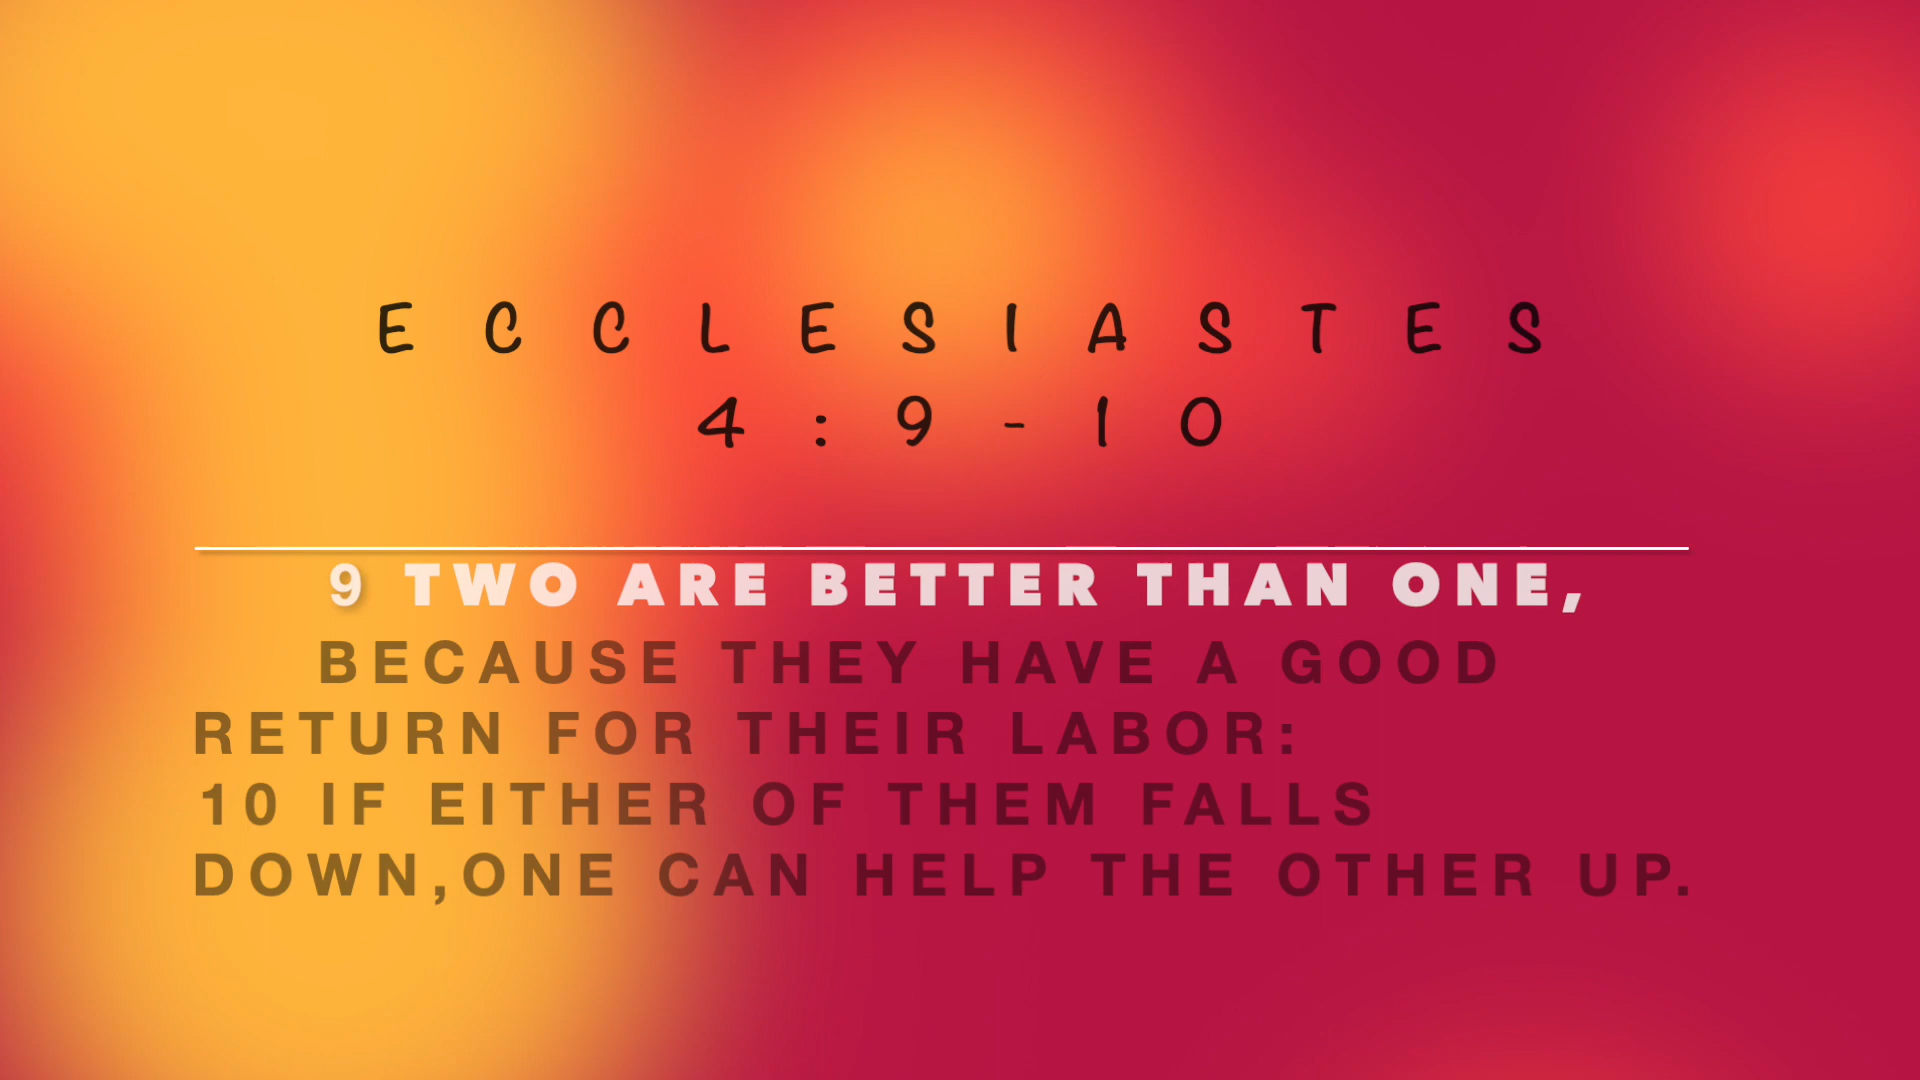 ECCLESIASTES
4:9-10
9 TWO ARE BETTER THAN ONE,
BECAUSE THEY HAVE A GOOD
RETURN FOR THEIR LABOR:
10 IF EITHER OF THEM FALLS
DOWN,ONE CAN HELP THE OTHER UP.